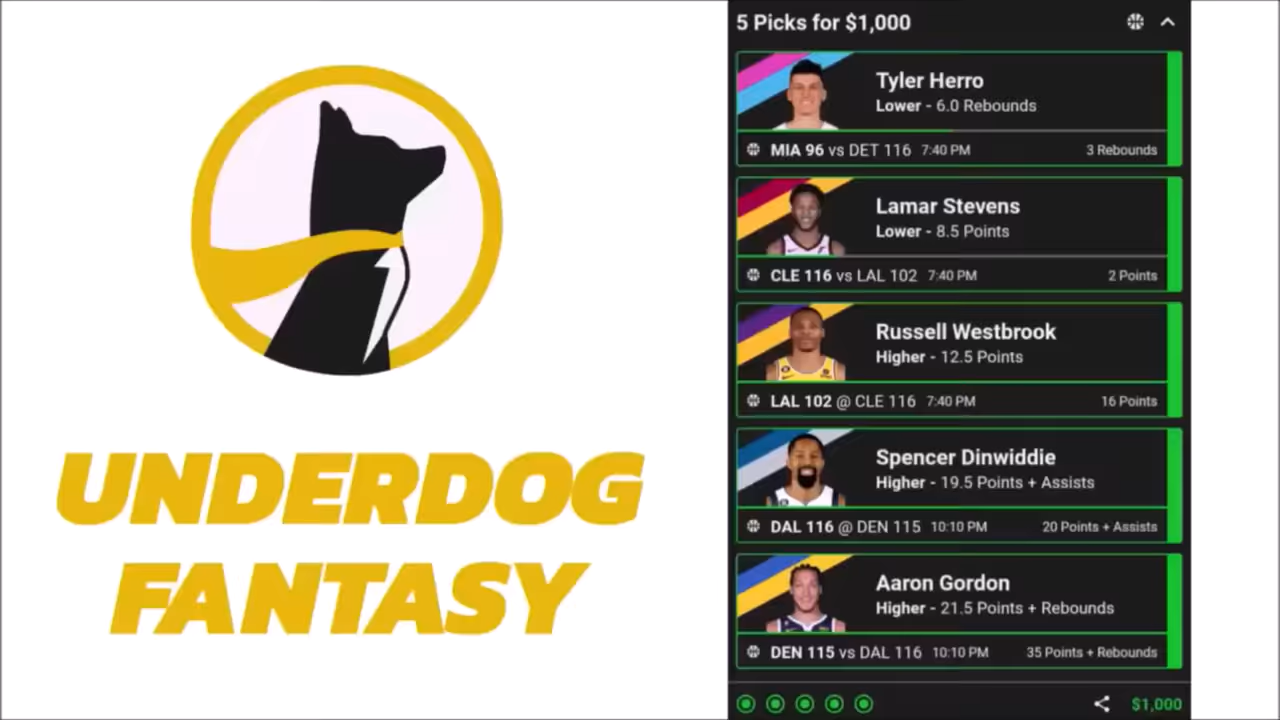 UNDERDOG
FANTASY
5 Picks for $1,000
Tyler Herro
Lower - 6.0 Rebounds
MIA 96 vs DET 116 7:40 PM 3 Rebounds
Lamar Stevens
Lower - 8.5 Points
CLE 116 vs LAL 102 7:40 PM 2 Points
Russell Westbrook
Higher - 12.5 Points
LAL 102 @ CLE 116 7:40 PM 16 Points
Spencer Dinwiddie
Higher - 19.5 Points + Assists
DAL 116 @ DEN 115 10:10 PM 20 Points + Assists
Aaron Gordon
Higher - 21.5 Points + Rebounds
DEN 115 vs DAL 116 10:10 PM 35 Points + Rebounds
$1,000